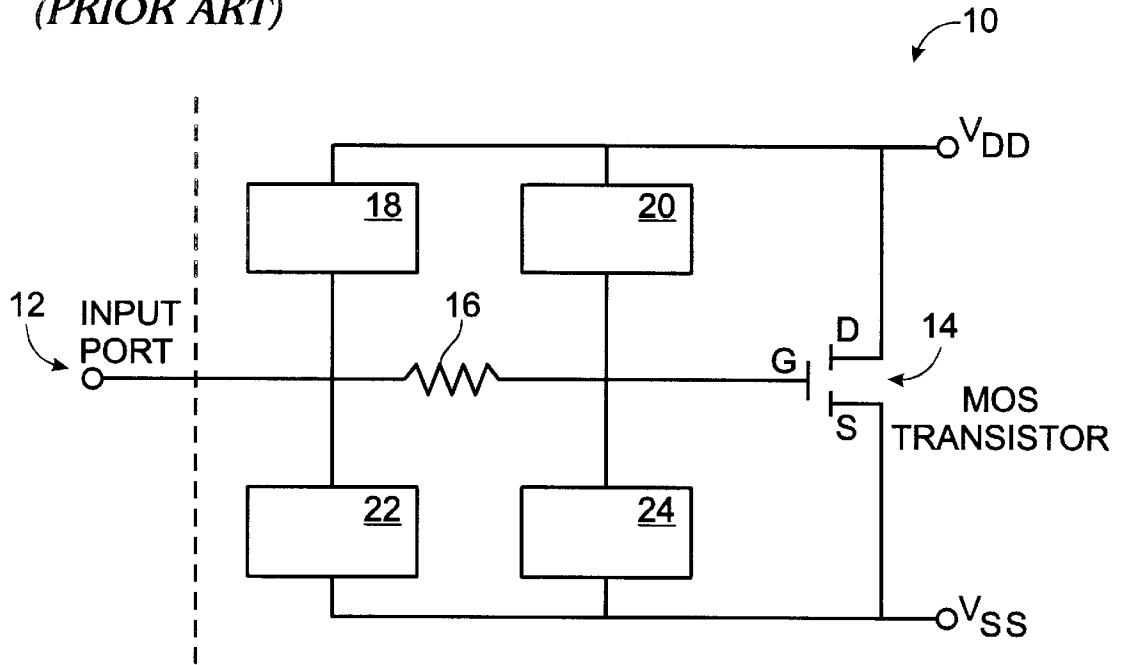 (PRIOR ART)
10
VDD
18
20
12
INPUT
PORT
16
G
D
14
S
MOS
TRANSISTOR
22
24
VSS